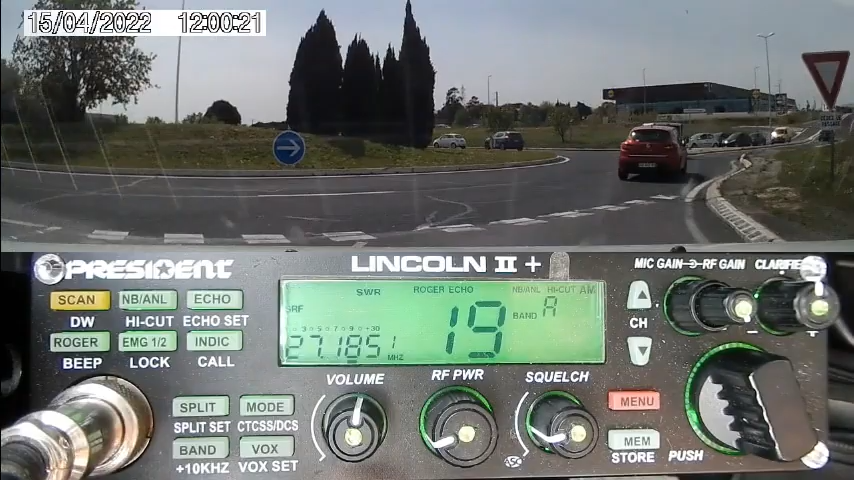 15/04/2022 12:00:21
PRESIDENT
LINCOLN II +
MIC GAIN RF GAIN CLARIFIER
SCAN NB/ANL ECHO
DW HI-CUT ECHO SET
ROGER EMG 1/2 INDIC
BEEP LOCK CALL
SWR ROGER ECHO NB/ANL HI-CUT AM
SRF
BAND A
19
27.185 MHZ
CH
VOLUME RF PWR SQUELCH
SPLIT MODE
SPLIT SET CTCSS/DCS
BAND VOX
+10KHZ VOX SET
ASC
MENU
MEM
STORE PUSH